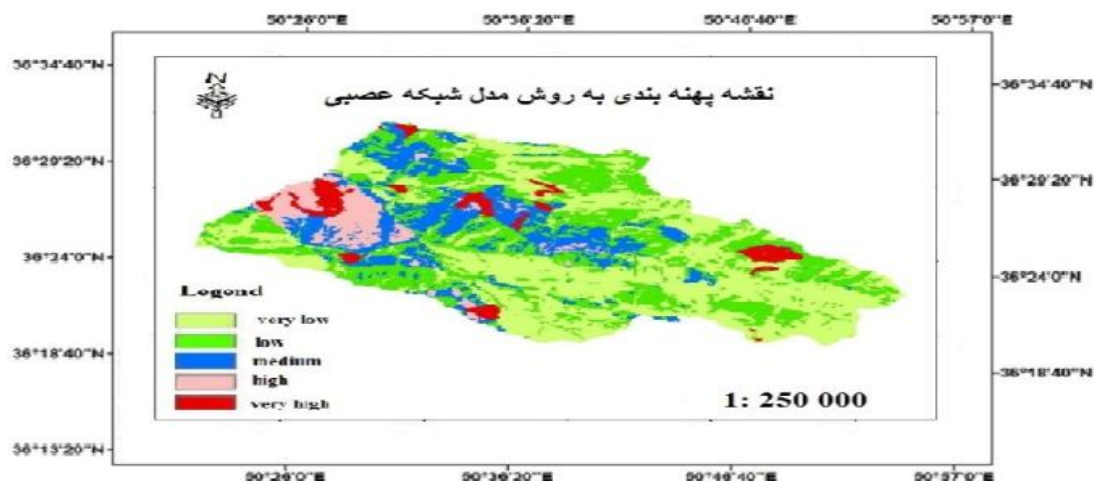 50°26'0"E 50°36'20"E 50°46'40"E 50°57'0"E
36°34'40"N 36°34'40"N
N
نقشه پهنه بندی به روش مدل شبکه عصبی
36°29'20"N 36°29'20"N
36°24'0"N 36°24'0"N
Legend
very low
low
36°18'40"N 36°18'40"N
medium
high
very high
1: 250 000
36°13'20"N
50°26'0"E 50°36'20"E 50°46'40"E 50°57'0"E